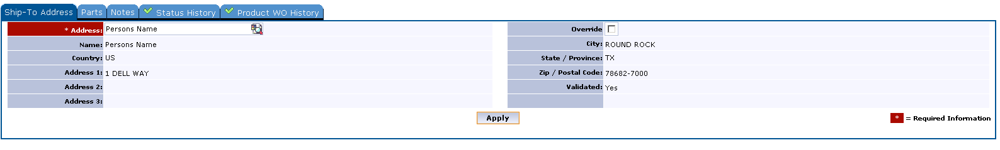 Ship-To Address Parts Notes Status History Product WO History
* Address: Persons Name Override
Name: Persons Name City: ROUND ROCK
Country: US State / Province: TX
Address 1: 1 DELL WAY Zip / Postal Code: 78682-7000
Address 2: Validated: Yes
Address 3:
Apply * = Required Information